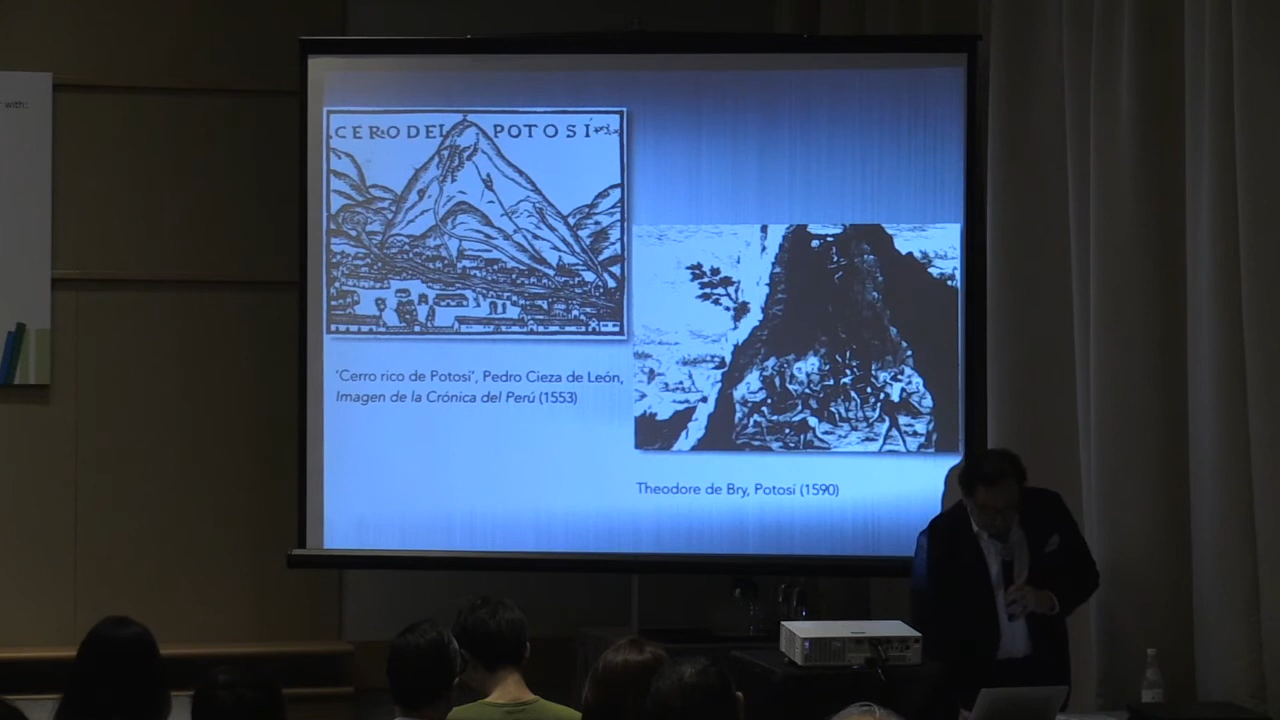 with:
CERO DEL POTOSÍ
‘Cerro rico de Potosí’, Pedro Cieza de León,
Imagen de la Crónica del Perú (1553)
Theodore de Bry, Potosí (1590)